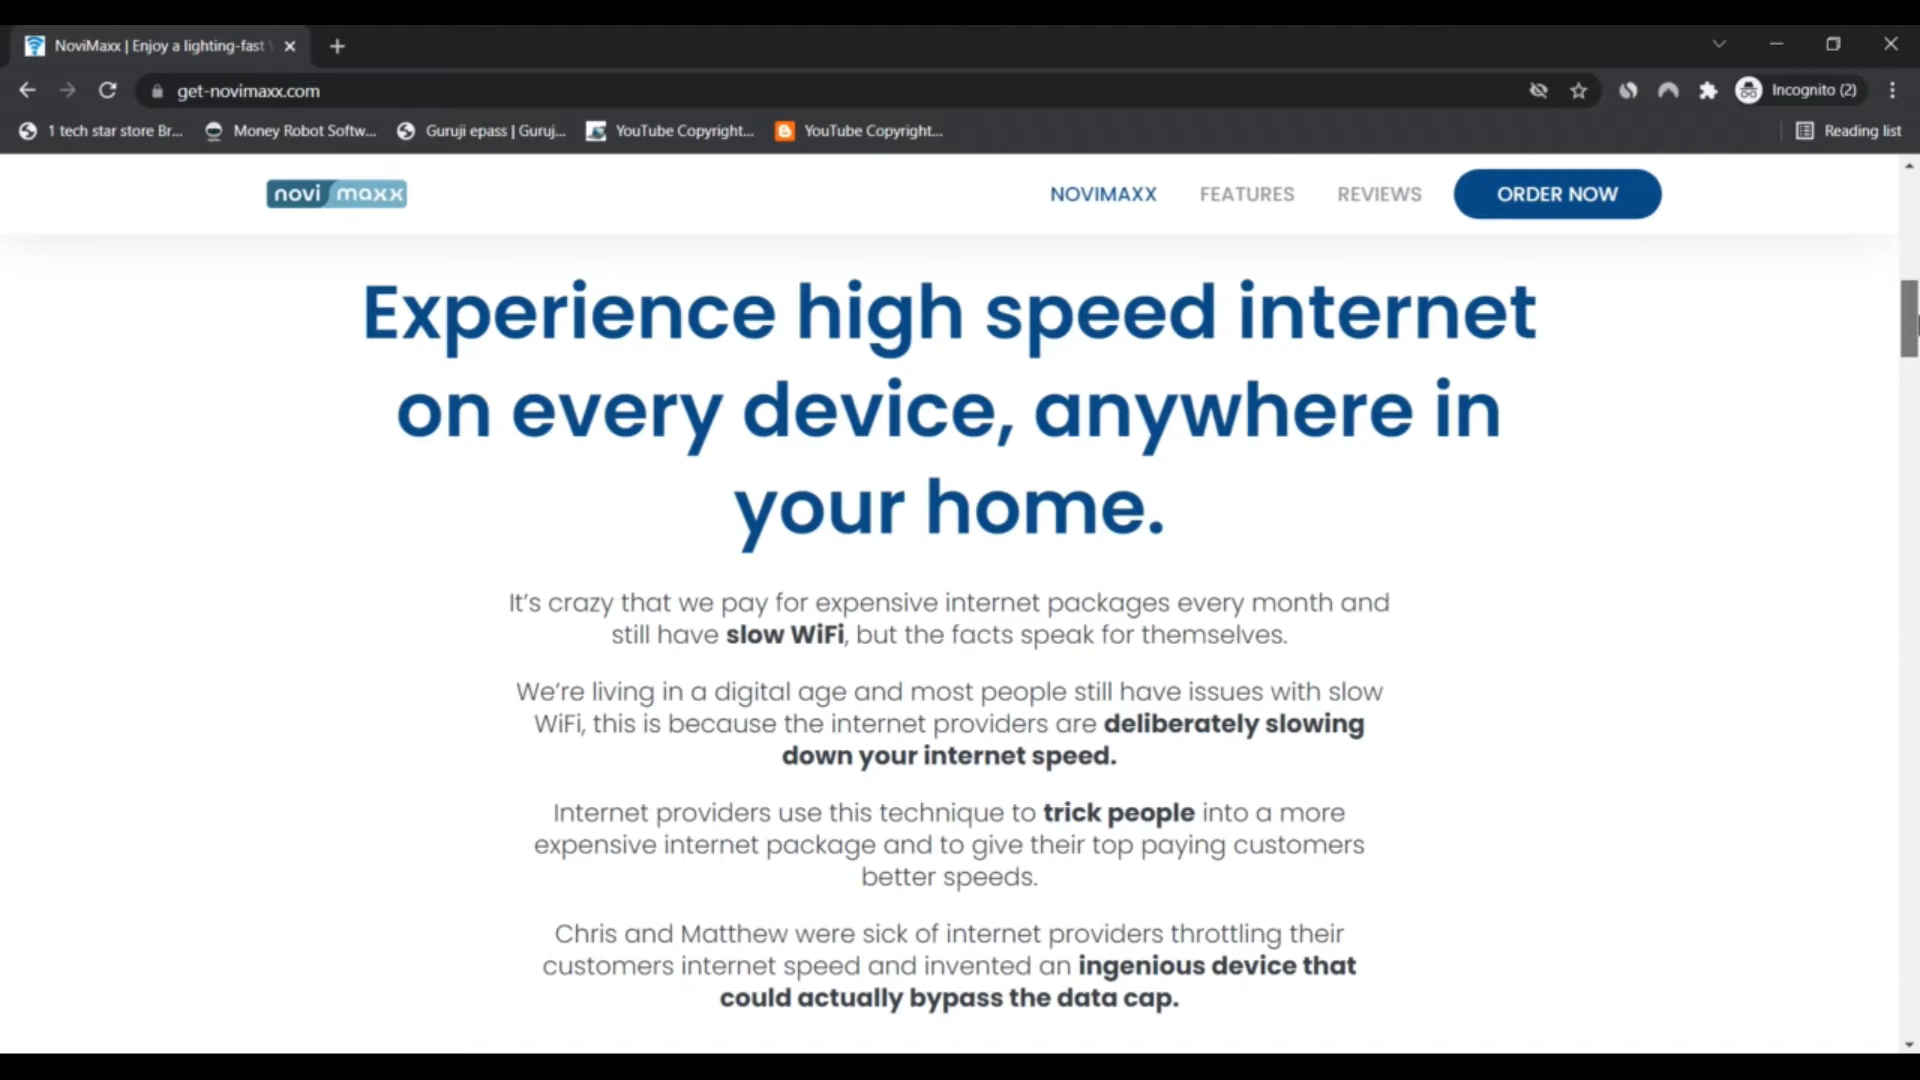 NoviMaxx | Enjoy a lighting-fast
get-novimaxx.com
Incognito (2)
1 tech star store Br...
Money Robot Softw...
Guruji epass | Guruj...
YouTube Copyright...
YouTube Copyright...
Reading list
novi maxx
NOVIMAXX
FEATURES
REVIEWS
ORDER NOW
Experience high speed internet
on every device, anywhere in
your home.
It's crazy that we pay for expensive internet packages every month and
still have slow WiFi, but the facts speak for themselves.
We're living in a digital age and most people still have issues with slow
WiFi, this is because the internet providers are deliberately slowing
down your internet speed.
Internet providers use this technique to trick people into a more
expensive internet package and to give their top paying customers
better speeds.
Chris and Matthew were sick of internet providers throttling their
customers internet speed and invented an ingenious device that
could actually bypass the data cap.